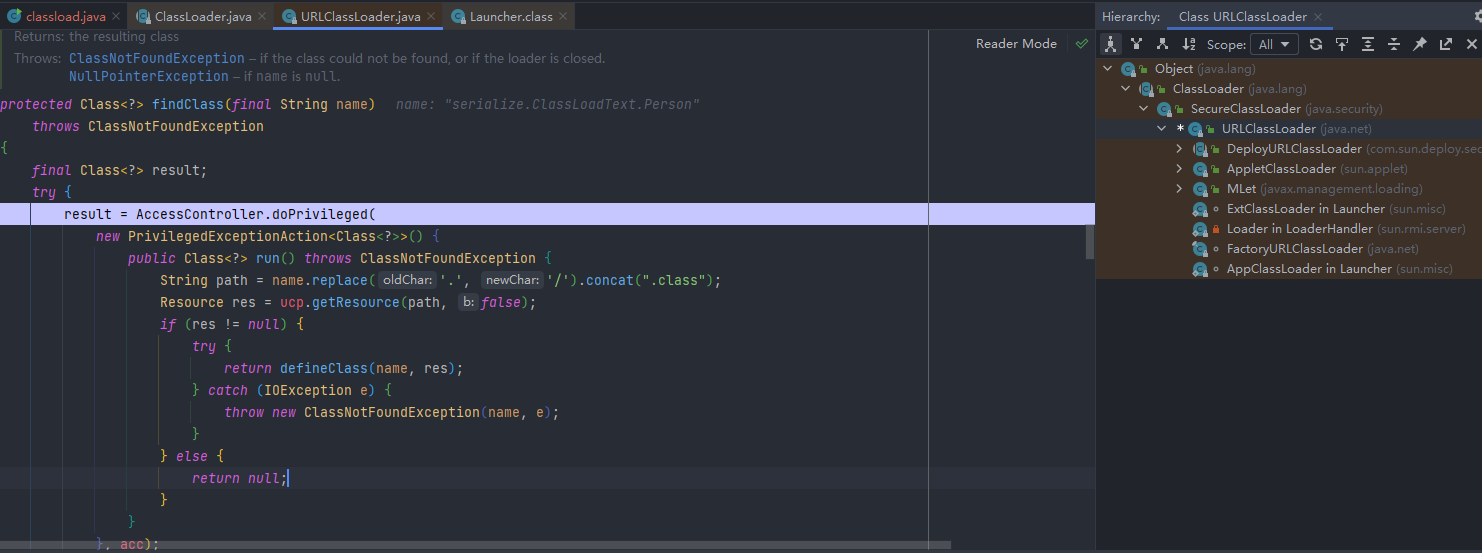 classload.java ClassLoader.java URLClassLoader.java Launcher.class
Hierarchy: Class URLClassLoader
Returns: the resulting class
Throws: ClassNotFoundException – if the class could not be found, or if the loader is closed.
NullPointerException – if name is null.
Reader Mode
protected Class<?> findClass(final String name) name: "serialize.ClassLoadText.Person"
throws ClassNotFoundException
{
final Class<?> result;
try {
result = AccessController.doPrivileged(
new PrivilegedExceptionAction<Class<?>>() {
public Class<?> run() throws ClassNotFoundException {
String path = name.replace( oldChar: '.', newChar: '/').concat(".class");
Resource res = ucp.getResource(path, b: false);
if (res != null) {
try {
return defineClass(name, res);
} catch (IOException e) {
throw new ClassNotFoundException(name, e);
}
} else {
return null;
}
}
}, acc);
Scope: All
Object (java.lang)
ClassLoader (java.lang)
SecureClassLoader (java.security)
* URLClassLoader (java.net)
DeployURLClassLoader (com.sun.deploy.sec
AppletClassLoader (sun.applet)
MLet (javax.management.loading)
ExtClassLoader in Launcher (sun.misc)
Loader in LoaderHandler (sun.rmi.server)
FactoryURLClassLoader (java.net)
AppClassLoader in Launcher (sun.misc)